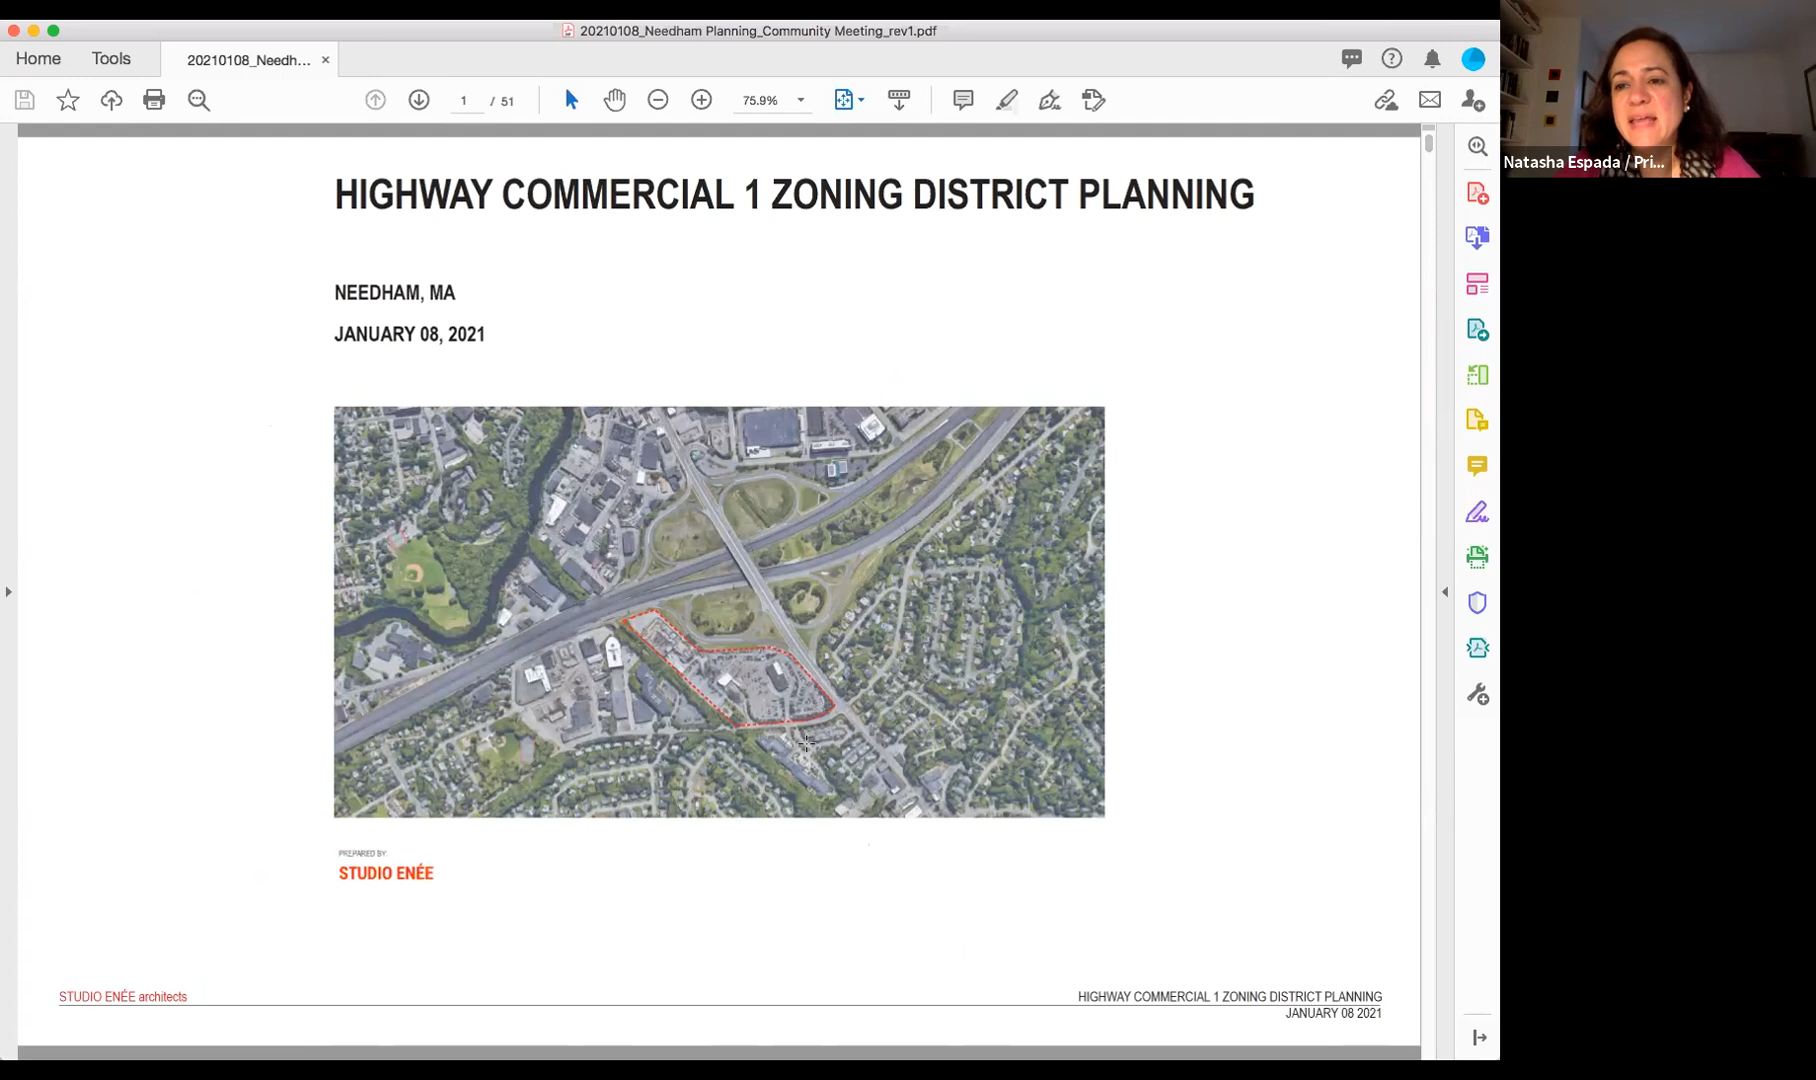 20210108_Needham Planning_Community Meeting_rev1.pdf
Home
Tools
20210108_Needh...
1 / 51
75.9%
Natasha Espada / Pri...
HIGHWAY COMMERCIAL 1 ZONING DISTRICT PLANNING
NEEDHAM, MA
JANUARY 08, 2021
PREPARED BY:
STUDIO ENÉE
STUDIO ENÉE architects
HIGHWAY COMMERCIAL 1 ZONING DISTRICT PLANNING
JANUARY 08 2021